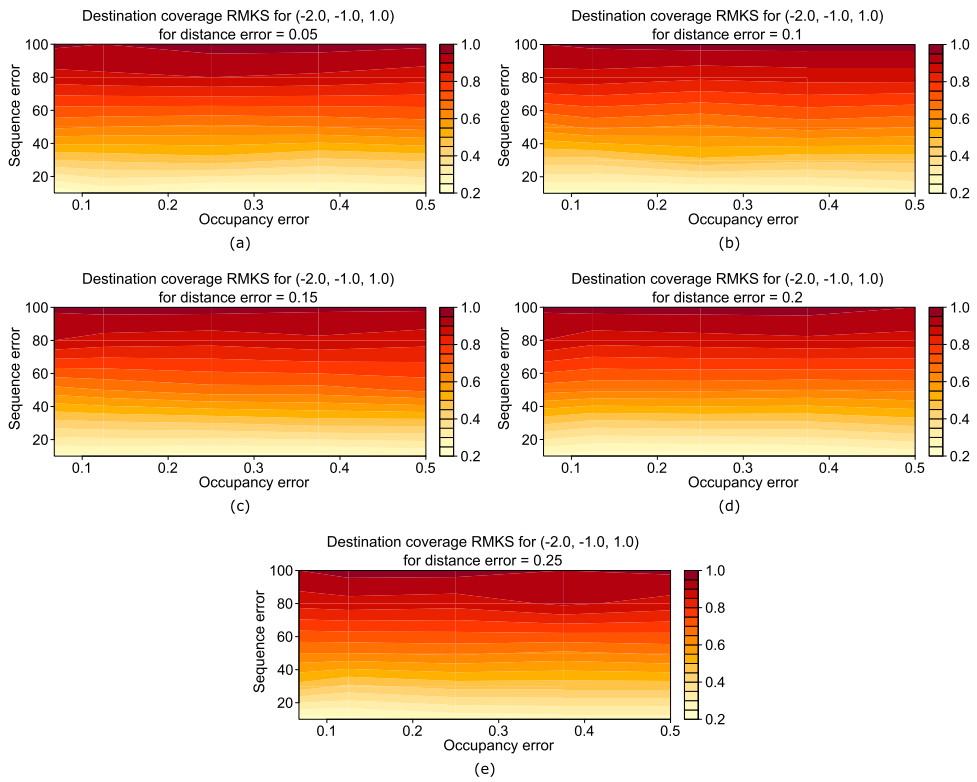 Destination coverage RMKS for (-2.0, -1.0, 1.0)
for distance error = 0.05
100
80
60
40
20
Sequence error
0.1 0.2 0.3 0.4 0.5
Occupancy error
1.0
0.8
0.6
0.4
0.2
(a)
Destination coverage RMKS for (-2.0, -1.0, 1.0)
for distance error = 0.1
100
80
60
40
20
Sequence error
0.1 0.2 0.3 0.4 0.5
Occupancy error
1.0
0.8
0.6
0.4
0.2
(b)
Destination coverage RMKS for (-2.0, -1.0, 1.0)
for distance error = 0.15
100
80
60
40
20
Sequence error
0.1 0.2 0.3 0.4 0.5
Occupancy error
1.0
0.8
0.6
0.4
0.2
(c)
Destination coverage RMKS for (-2.0, -1.0, 1.0)
for distance error = 0.2
100
80
60
40
20
Sequence error
0.1 0.2 0.3 0.4 0.5
Occupancy error
1.0
0.8
0.6
0.4
0.2
(d)
Destination coverage RMKS for (-2.0, -1.0, 1.0)
for distance error = 0.25
100
80
60
40
20
Sequence error
0.1 0.2 0.3 0.4 0.5
Occupancy error
1.0
0.8
0.6
0.4
0.2
(e)